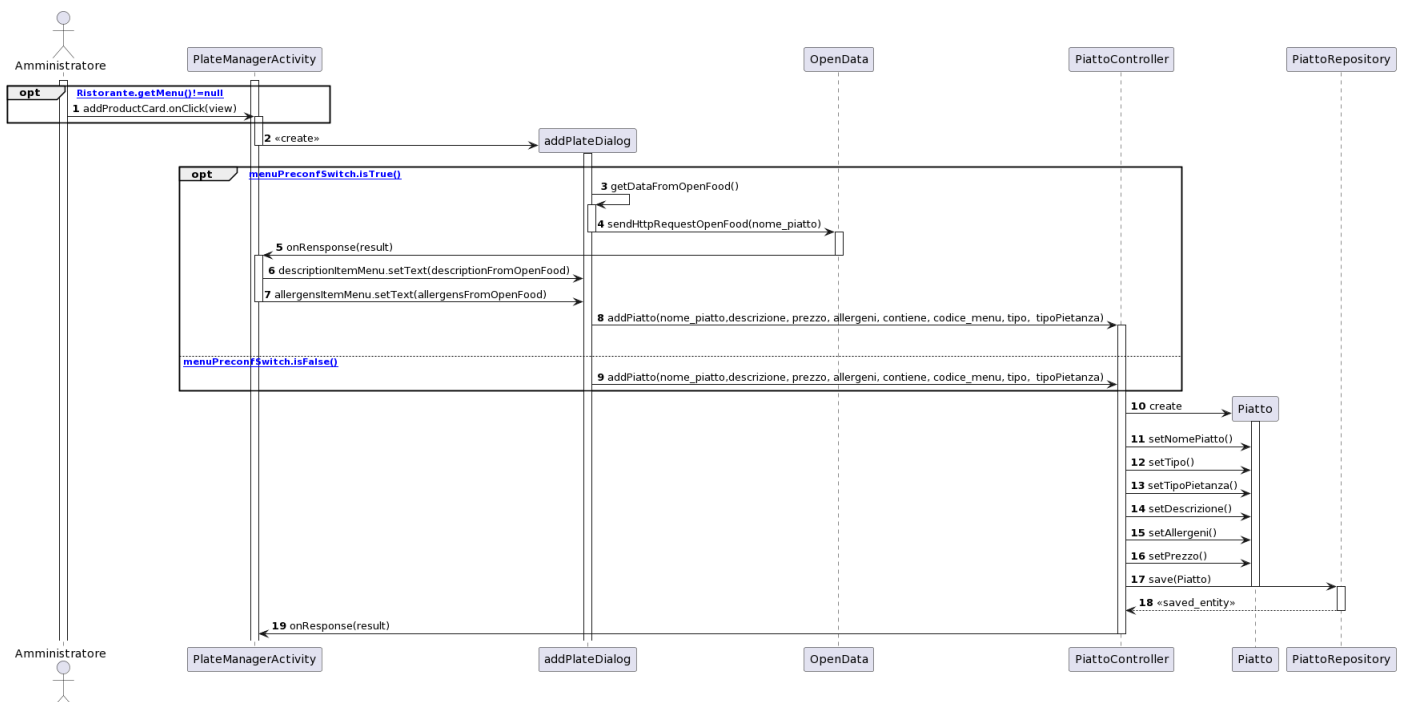 Amministratore
PlateManagerActivity
OpenData
PiattoController
PiattoRepository
opt
Ristorante.getMenu()!=null
1 addProductCard.onClick(view)
2 «create»
addPlateDialog
opt
menuPreconfSwitch.isTrue()
3 getDataFromOpenFood()
4 sendHttpRequestOpenFood(nome_piatto)
5 onRensponse(result)
6 descriptionItemMenu.setText(descriptionFromOpenFood)
7 allergensItemMenu.setText(allergensFromOpenFood)
8 addPiatto(nome_piatto,descrizione, prezzo, allergeni, contiene, codice_menu, tipo, tipoPietanza)
menuPreconfSwitch.isFalse()
9 addPiatto(nome_piatto,descrizione, prezzo, allergeni, contiene, codice_menu, tipo, tipoPietanza)
10 create
Piatto
11 setNomePiatto()
12 setTipo()
13 setTipoPietanza()
14 setDescrizione()
15 setAllergeni()
16 setPrezzo()
17 save(Piatto)
18 «saved_entity»
19 onResponse(result)
Amministratore
PlateManagerActivity
addPlateDialog
OpenData
PiattoController
Piatto
PiattoRepository